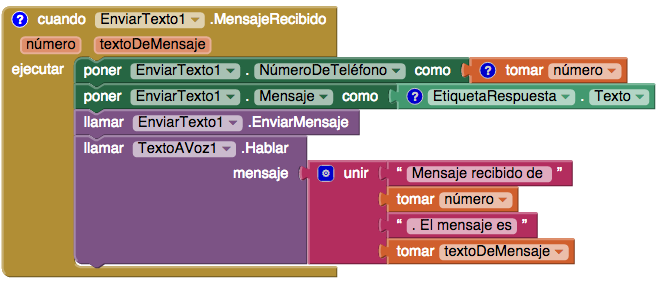 ? cuando EnviarTexto1 .MensajeRecibido
número textoDeMensaje
ejecutar poner EnviarTexto1 . NúmeroDeTeléfono como ? tomar número
poner EnviarTexto1 . Mensaje como ? EtiquetaRespuesta . Texto
llamar EnviarTexto1 .EnviarMensaje
llamar TextoAVoz1 .Hablar
mensaje unir “ Mensaje recibido de ”
tomar número
“ . El mensaje es ”
tomar textoDeMensaje